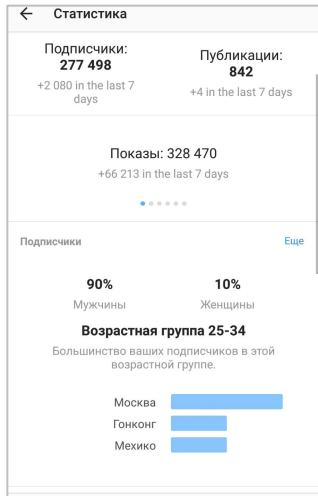 ← Статистика
Подписчики:
277 498
+2 080 in the last 7
days
Публикации:
842
+4 in the last 7 days
Показы: 328 470
+66 213 in the last 7 days
Подписчики Еще
90% 10%
Мужчины Женщины
Возрастная группа 25-34
Большинство ваших подписчиков в этой
возрастной группе.
Москва
Гонконг
Мехико